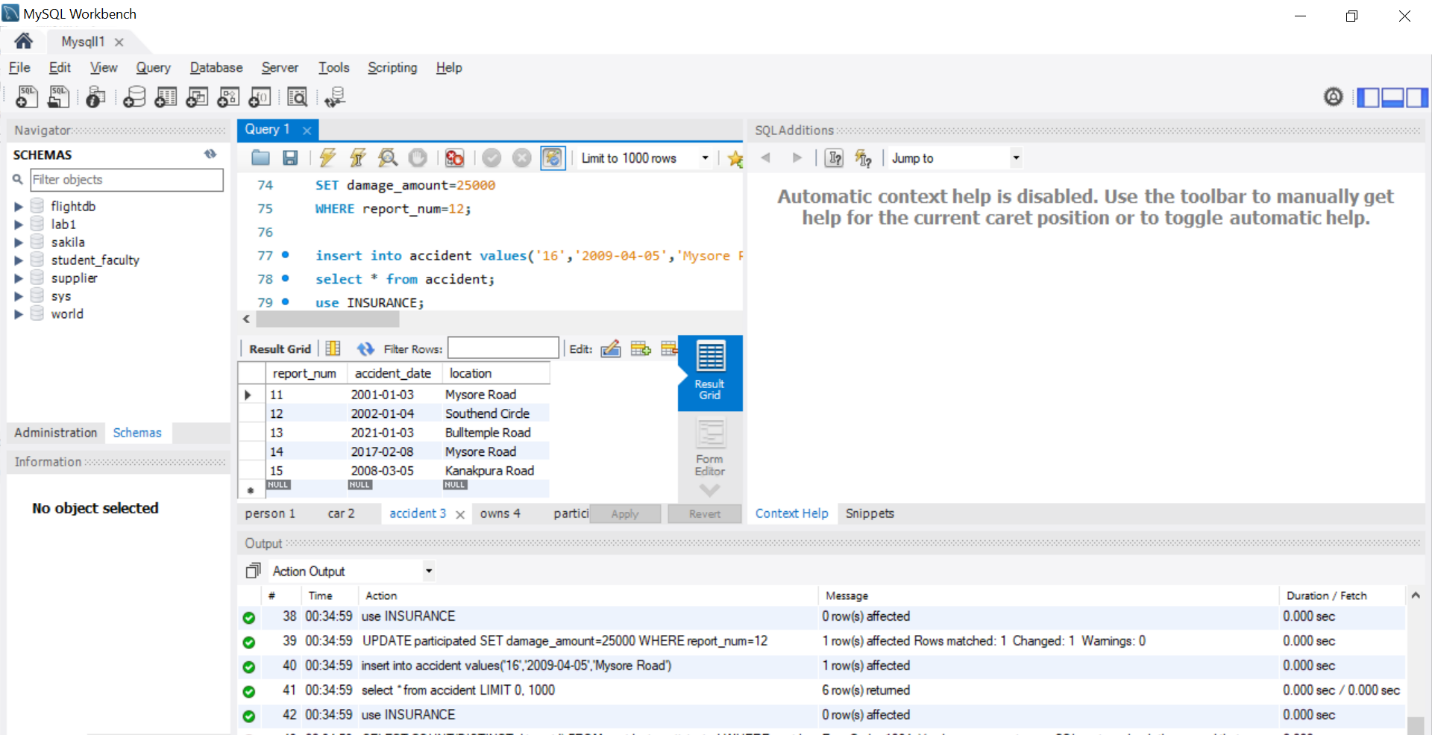 MySQL Workbench
Mysqll1
File Edit View Query Database Server Tools Scripting Help
Navigator
SCHEMAS
Filter objects
flightdb
lab1
sakila
student_faculty
supplier
sys
world
Administration Schemas
Information
No object selected
Query 1
Limit to 1000 rows
74 SET damage_amount=25000
75 WHERE report_num=12;
76
77 insert into accident values('16','2009-04-05','Mysore
78 select * from accident;
79 use INSURANCE;
Result Grid Filter Rows: Edit:
report_num accident_date location
11 2001-01-03 Mysore Road
12 2002-01-04 Southend Circle
13 2021-01-03 Bulltemple Road
14 2017-02-08 Mysore Road
15 2008-03-05 Kanakpura Road
NULL NULL NULL
Result Grid
Form Editor
person 1 car 2 accident 3 owns 4 partici Apply Revert
SQLAdditions
Jump to
Automatic context help is disabled. Use the toolbar to manually get
help for the current caret position or to toggle automatic help.
Context Help Snippets
Output
Action Output
# Time Action Message Duration / Fetch
38 00:34:59 use INSURANCE 0 row(s) affected 0.000 sec
39 00:34:59 UPDATE participated SET damage_amount=25000 WHERE report_num=12 1 row(s) affected Rows matched: 1 Changed: 1 Warnings: 0 0.000 sec
40 00:34:59 insert into accident values('16','2009-04-05','Mysore Road') 1 row(s) affected 0.000 sec
41 00:34:59 select * from accident LIMIT 0, 1000 6 row(s) returned 0.000 sec / 0.000 sec
42 00:34:59 use INSURANCE 0 row(s) affected 0.000 sec